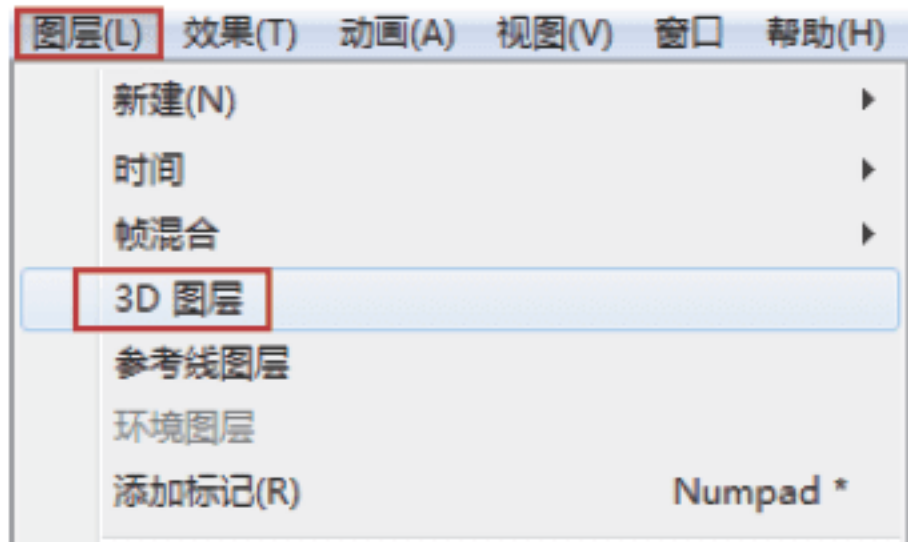 图层(L) 效果(T) 动画(A) 视图(V) 窗口 帮助(H)
新建(N)
时间
帧混合
3D 图层
参考线图层
环境图层
添加标记(R) Numpad *